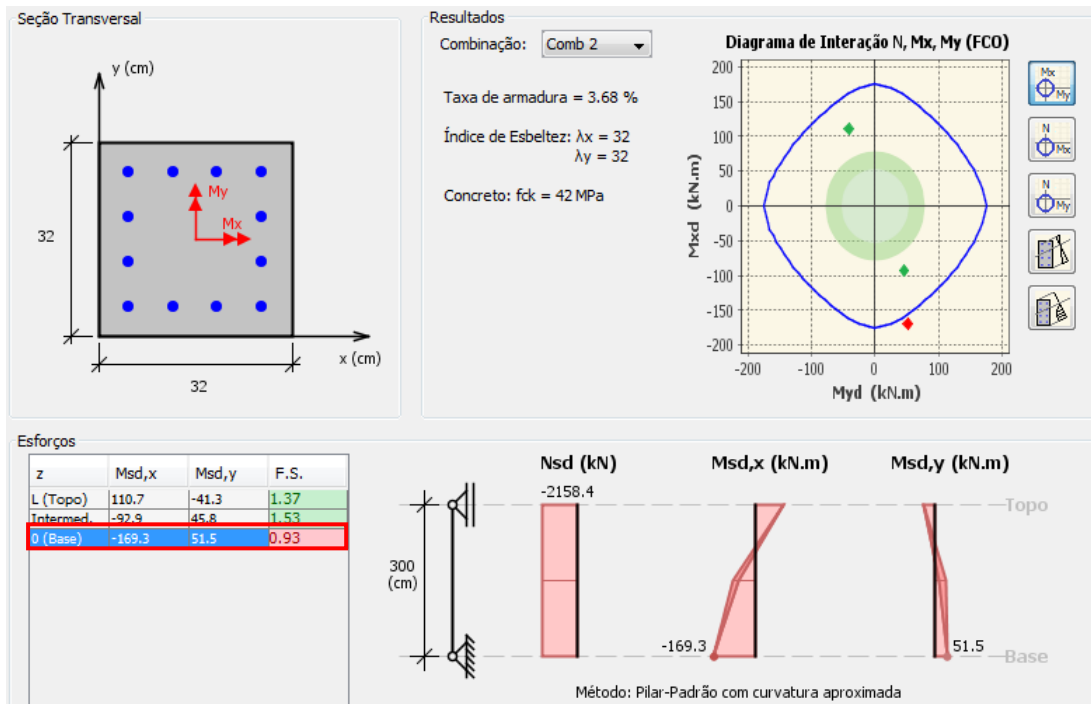 Seção Transversal
y (cm)
My
Mx
32
x (cm)
32
Resultados
Combinação: Comb 2
Taxa de armadura = 3.68 %
Índice de Esbeltez: λx = 32
λy = 32
Concreto: fck = 42 MPa
Diagrama de Interação N, Mx, My (FCO)
Mxd (kN.m)
200
150
100
50
0
-50
-100
-150
-200
-200 -100 0 100 200
Myd (kN.m)
Mx
My
N
Mx
N
My
Esforços
z Msd,x Msd,y F.S.
L (Topo) 110.7 -41.3 1.37
Intermed. -92.9 45.8 1.53
0 (Base) -169.3 51.5 0.93
300
(cm)
Nsd (kN) Msd,x (kN.m) Msd,y (kN.m)
-2158.4
Topo
-169.3 51.5
Base
Método: Pilar-Padrão com curvatura aproximada